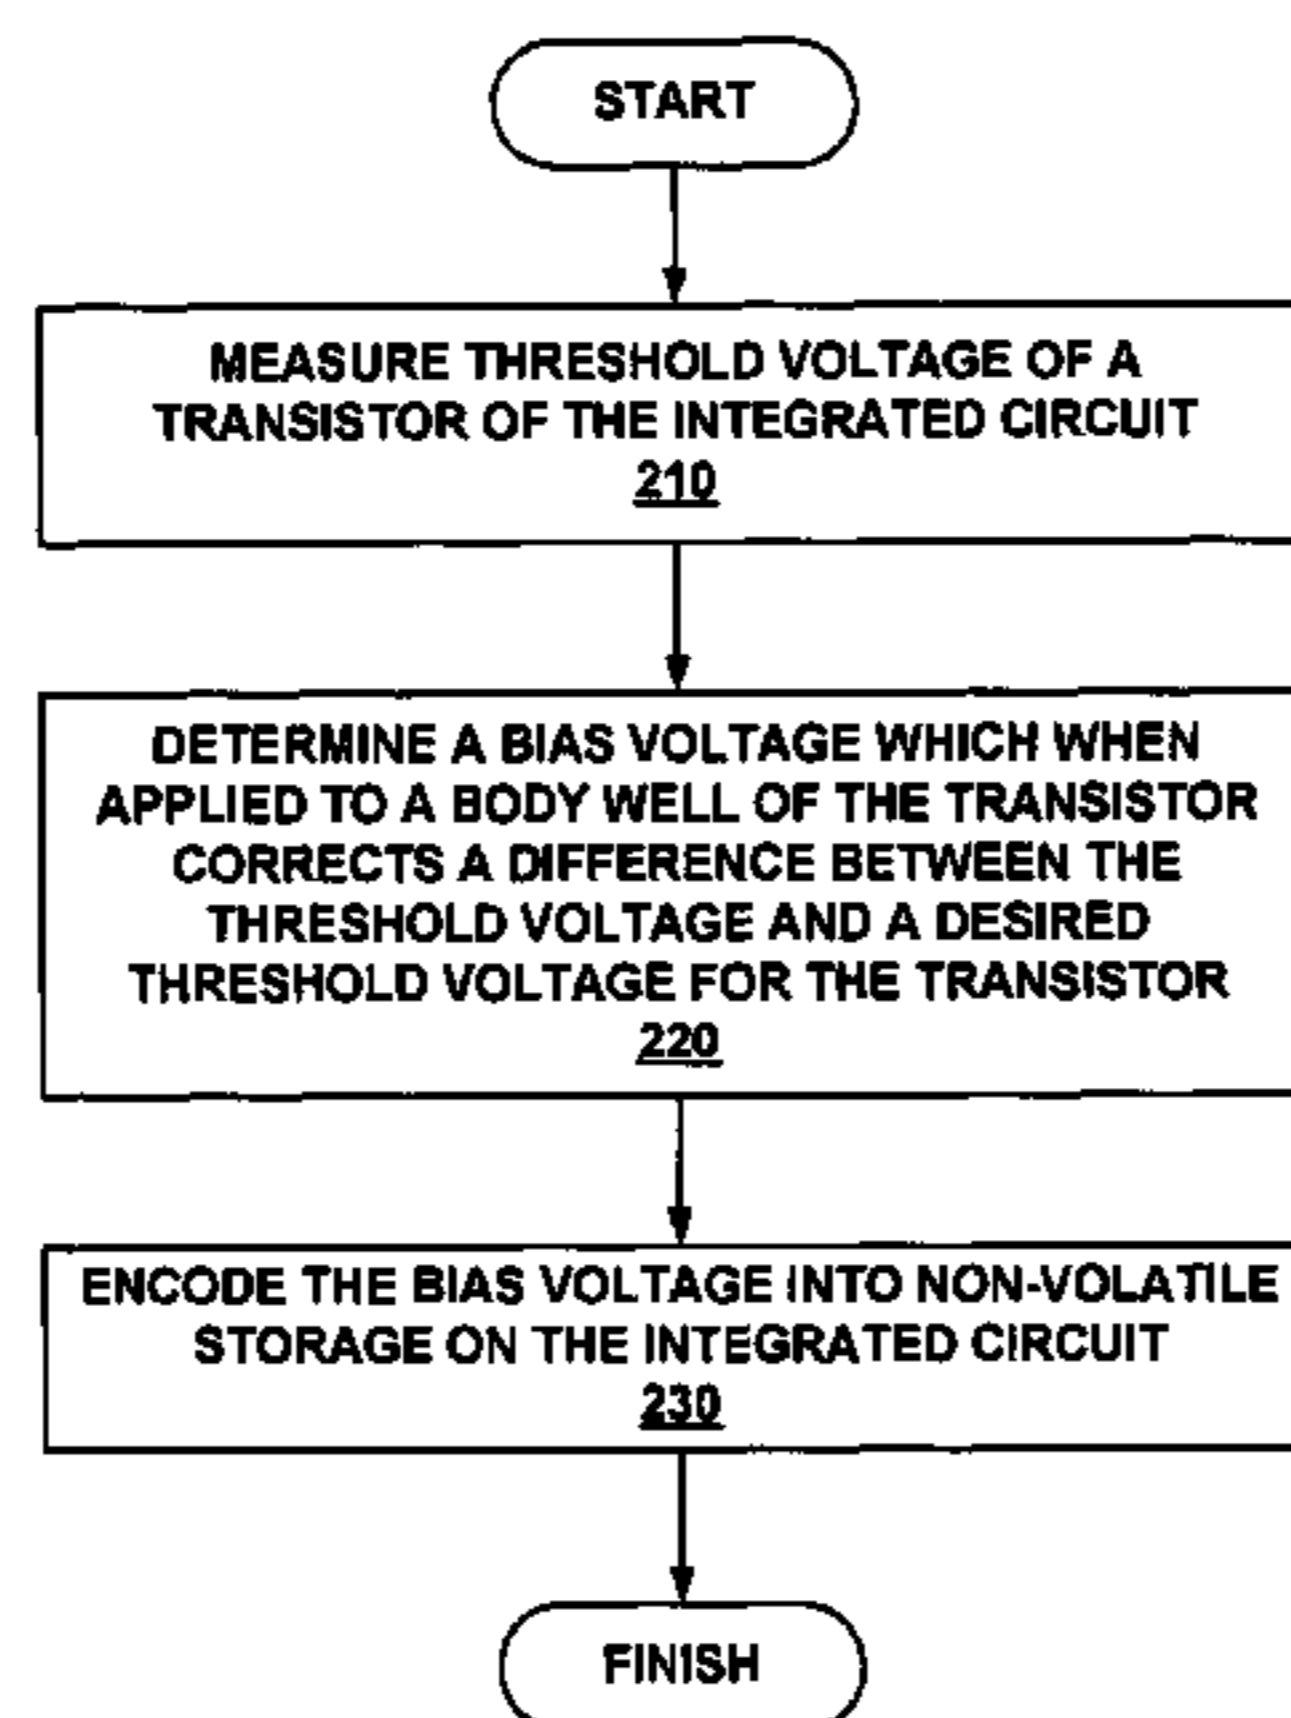 START
MEASURE THRESHOLD VOLTAGE OF A
TRANSISTOR OF THE INTEGRATED CIRCUIT
210
DETERMINE A BIAS VOLTAGE WHICH WHEN
APPLIED TO A BODY WELL OF THE TRANSISTOR
CORRECTS A DIFFERENCE BETWEEN THE
THRESHOLD VOLTAGE AND A DESIRED
THRESHOLD VOLTAGE FOR THE TRANSISTOR
220
ENCODE THE BIAS VOLTAGE INTO NON-VOLATILE
STORAGE ON THE INTEGRATED CIRCUIT
230
FINISH